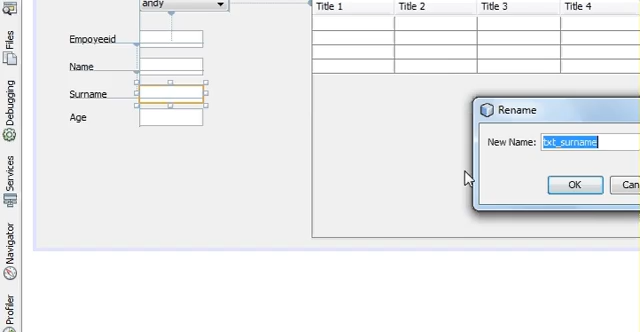 andy
Title 1 Title 2 Title 3 Title 4
Files
Empoyeeid
Name
Debugging
Surname
Rename
Age
New Name: txt_surname
Services
OK Can
Navigator
Profiler